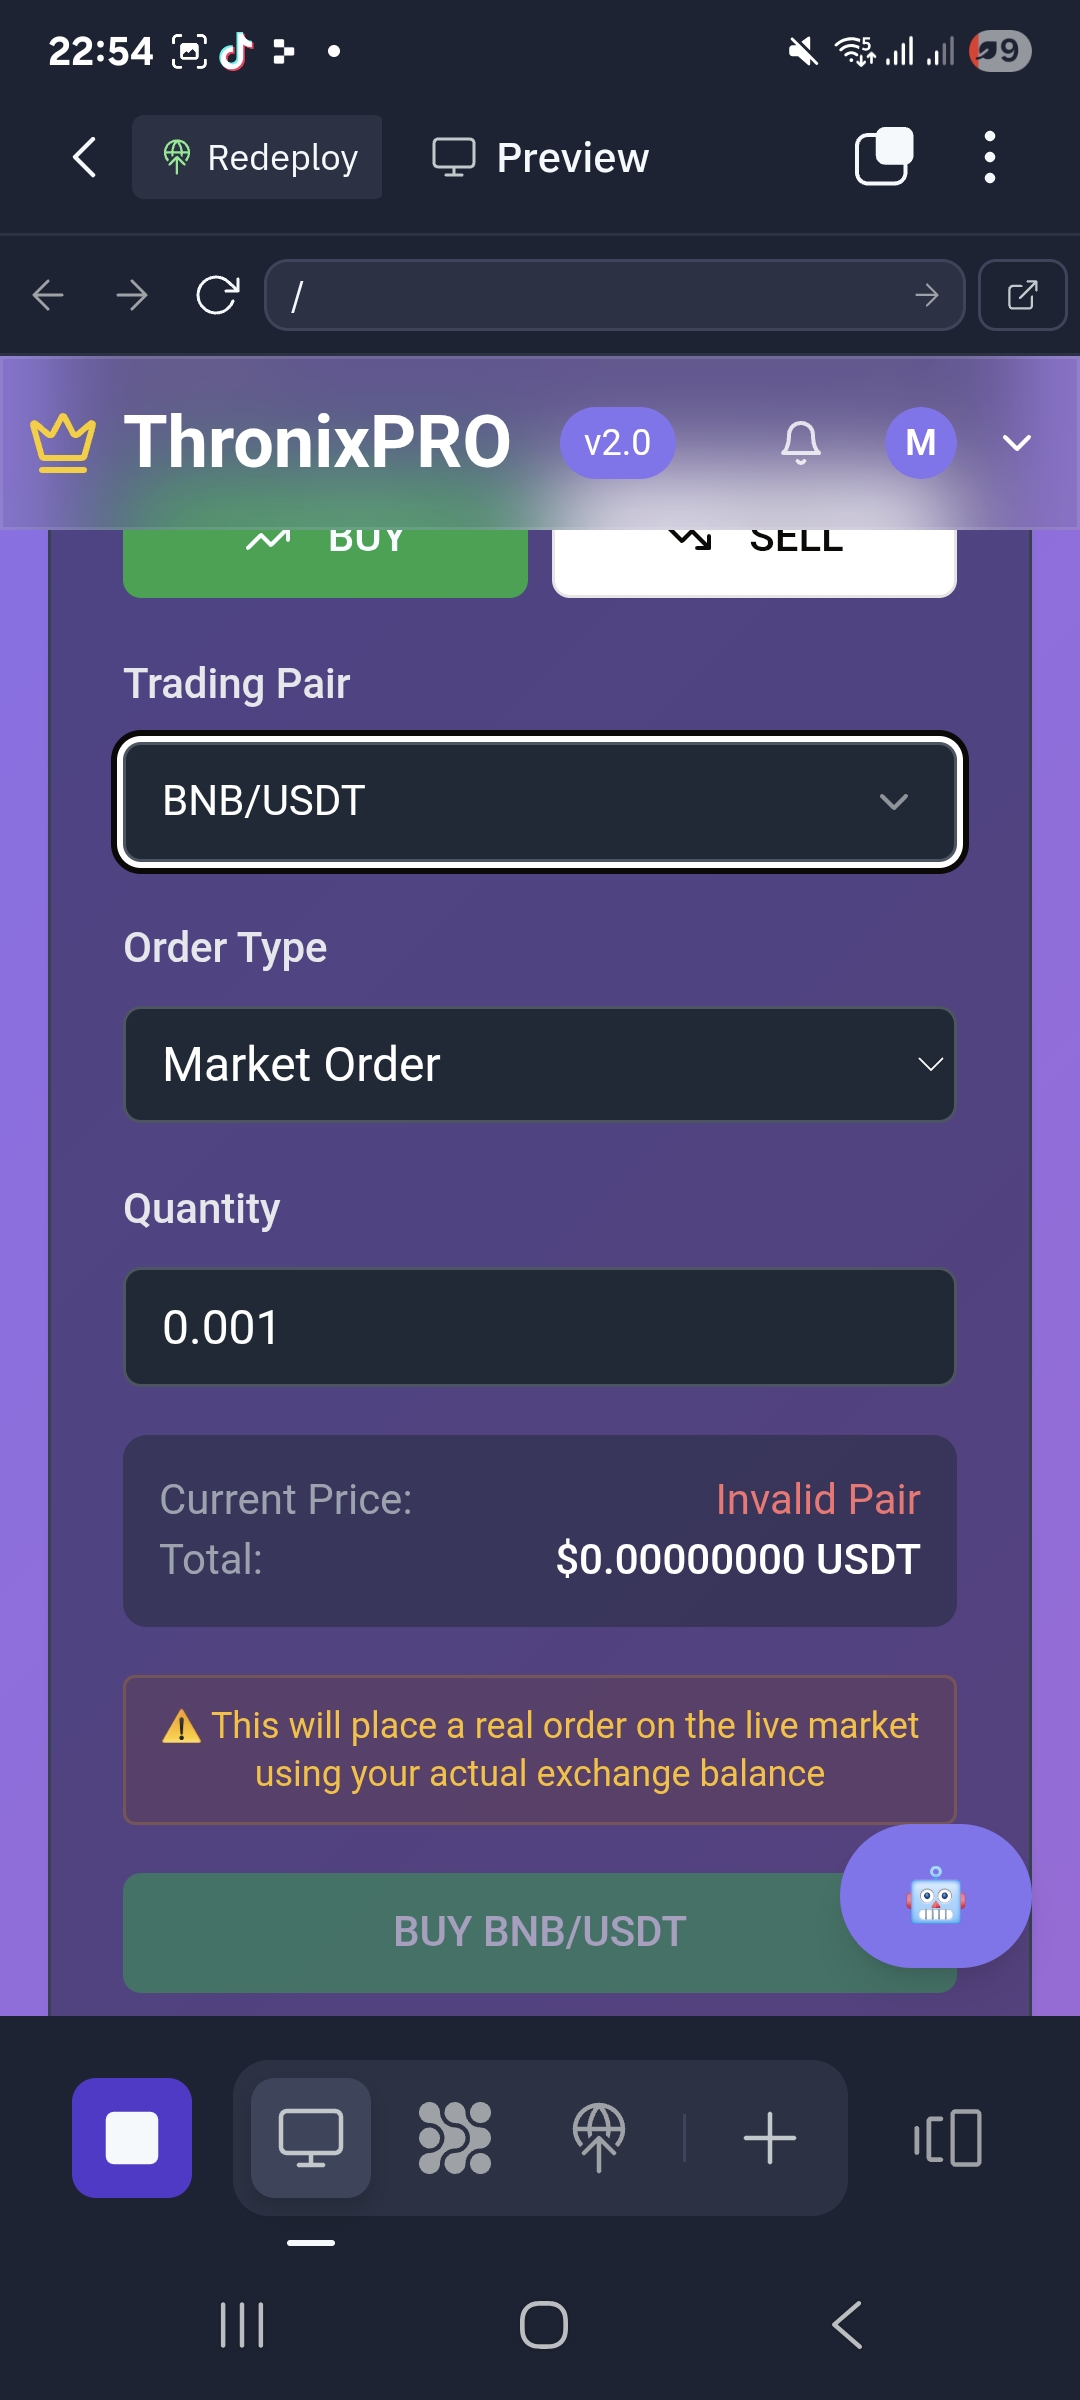 22:54
5
9
Redeploy
Preview
/
ThronixPRO
v2.0
M
BUY
SELL
Trading Pair
BNB/USDT
Order Type
Market Order
Quantity
0.001
Current Price:
Invalid Pair
Total:
$0.00000000 USDT
⚠️ This will place a real order on the live market
using your actual exchange balance
BUY BNB/USDT